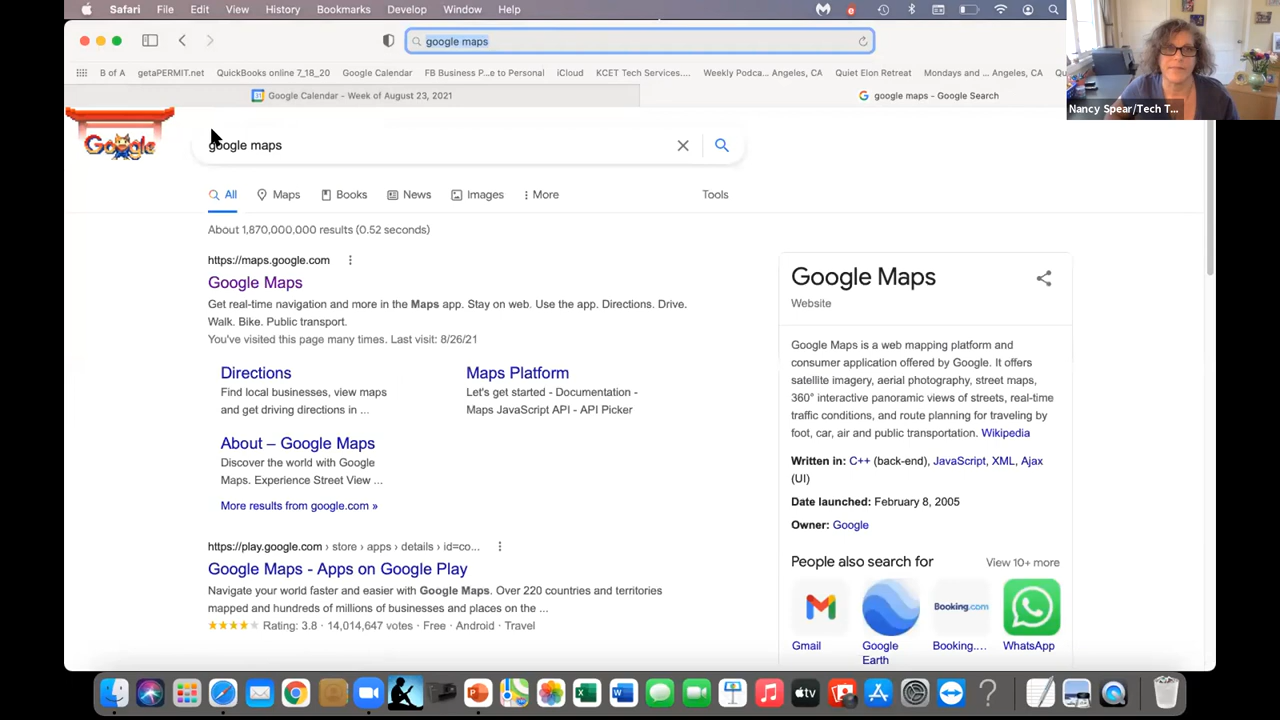 Safari File Edit View History Bookmarks Develop Window Help
google maps
B of A getaPERMIT.net QuickBooks online 7_18_20 Google Calendar FB Business P...e to Personal iCloud KCET Tech Services.... Weekly Podca... Angeles, CA Quiet Elon Retreat Mondays and ... Angeles, CA
Nancy Spear/Tech T...
Google Calendar - Week of August 23, 2021
google maps - Google Search
Google
google maps
All Maps Books News Images More Tools
About 1,870,000,000 results (0.52 seconds)
https://maps.google.com
Google Maps
Get real-time navigation and more in the Maps app. Stay on web. Use the app. Directions. Drive.
Walk. Bike. Public transport.
You've visited this page many times. Last visit: 8/26/21
Directions
Find local businesses, view maps
and get driving directions in ...
Maps Platform
Let's get started - Documentation -
Maps JavaScript API - API Picker
About – Google Maps
Discover the world with Google
Maps. Experience Street View ...
More results from google.com »
https://play.google.com › store › apps › details › id=co...
Google Maps - Apps on Google Play
Navigate your world faster and easier with Google Maps. Over 220 countries and territories
mapped and hundreds of millions of businesses and places on the ...
Rating: 3.8 · 14,014,647 votes · Free · Android · Travel
Google Maps
Website
Google Maps is a web mapping platform and
consumer application offered by Google. It offers
satellite imagery, aerial photography, street maps,
360° interactive panoramic views of streets, real-time
traffic conditions, and route planning for traveling by
foot, car, air and public transportation. Wikipedia
Written in: C++ (back-end), JavaScript, XML, Ajax
(UI)
Date launched: February 8, 2005
Owner: Google
People also search for
View 10+ more
Booking.com
Gmail
Google
Earth
Booking....
WhatsApp
tv